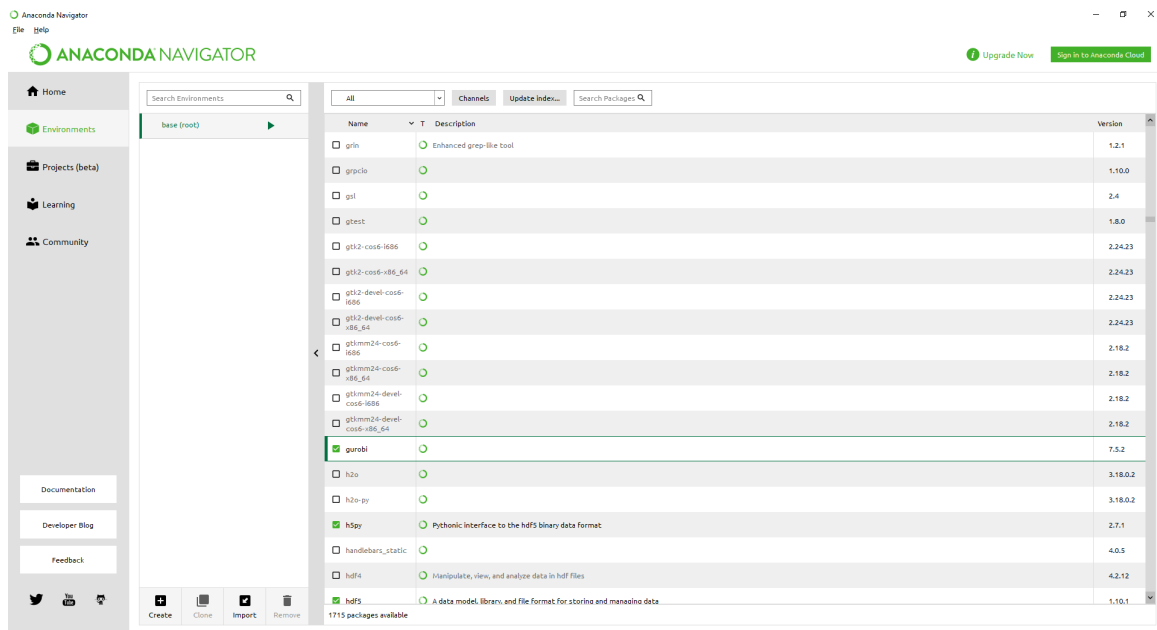 Anaconda Navigator
File Help
ANACONDA NAVIGATOR
Upgrade Now
Sign in to Anaconda Cloud
Home
Environments
Projects (beta)
Learning
Community
Documentation
Developer Blog
Feedback
You Tube
Search Environments
base (root)
Create Clone Import Remove
All Channels Update index... Search Packages
Name T Description Version
grin Enhanced grep-like tool 1.2.1
grpcio 1.10.0
gsl 2.4
gtest 1.8.0
gtk2-cos6-i686 2.24.23
gtk2-cos6-x86_64 2.24.23
gtk2-devel-cos6-
i686 2.24.23
gtk2-devel-cos6-
x86_64 2.24.23
gtkmm24-cos6-
i686 2.18.2
gtkmm24-cos6-
x86_64 2.18.2
gtkmm24-devel-
cos6-i686 2.18.2
gtkmm24-devel-
cos6-x86_64 2.18.2
gurobi 7.5.2
h2o 3.18.0.2
h2o-py 3.18.0.2
h5py Pythonic interface to the hdf5 binary data format 2.7.1
handlebars_static 4.0.5
hdf4 Manipulate, view, and analyze data in hdf files 4.2.12
hdf5 A data model, library, and file format for storing and managing data 1.10.1
1715 packages available